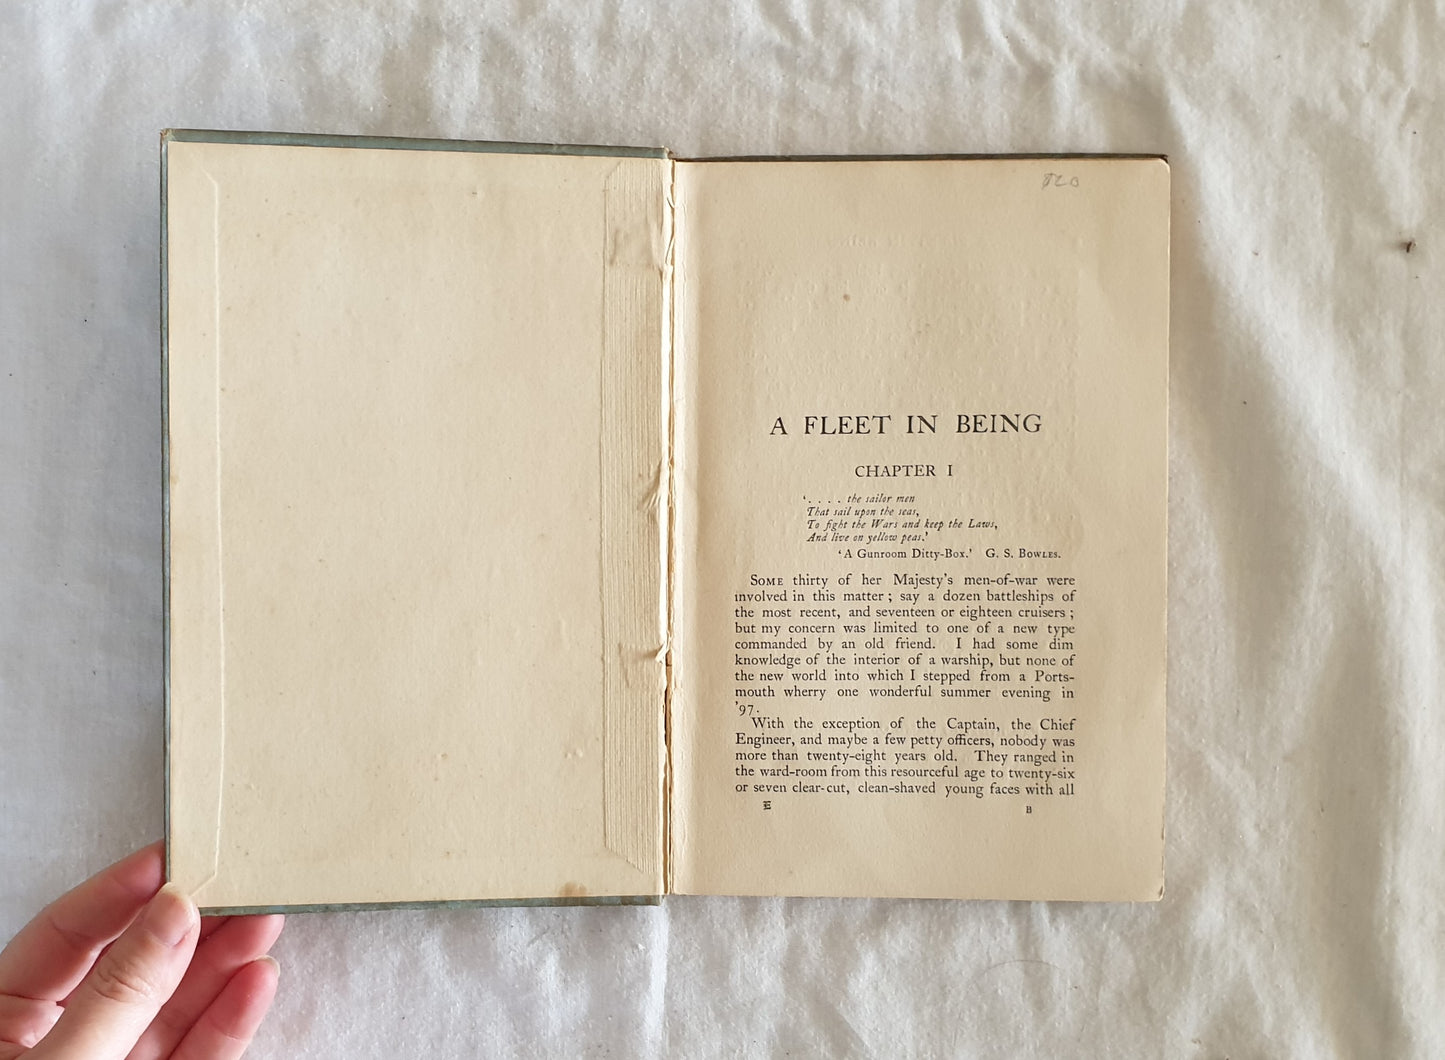 A FLEET IN BEING
CHAPTER I
‘. . . . the sailor men
That sail upon the seas,
To fight the Wars and keep the Laws,
And live on yellow peas.’
‘A Gunroom Ditty-Box.’ G. S. BOWLES.
SOME thirty of her Majesty’s men-of-war were
involved in this matter ; say a dozen battleships of
the most recent, and seventeen or eighteen cruisers ;
but my concern was limited to one of a new type
commanded by an old friend. I had some dim
knowledge of the interior of a warship, but none of
the new world into which I stepped from a Ports-
mouth wherry one wonderful summer evening in
’97.
With the exception of the Captain, the Chief
Engineer, and maybe a few petty officers, nobody was
more than twenty-eight years old. They ranged in
the ward-room from this resourceful age to twenty-six
or seven clear-cut, clean-shaved young faces with all
E B